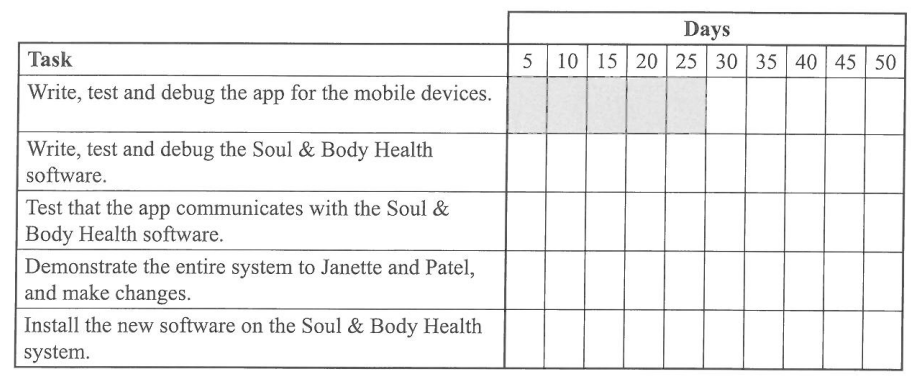 Days
Task 5 10 15 20 25 30 35 40 45 50
Write, test and debug the app for the mobile devices.
Write, test and debug the Soul & Body Health
software.
Test that the app communicates with the Soul &
Body Health software.
Demonstrate the entire system to Janette and Patel,
and make changes.
Install the new software on the Soul & Body Health
system.